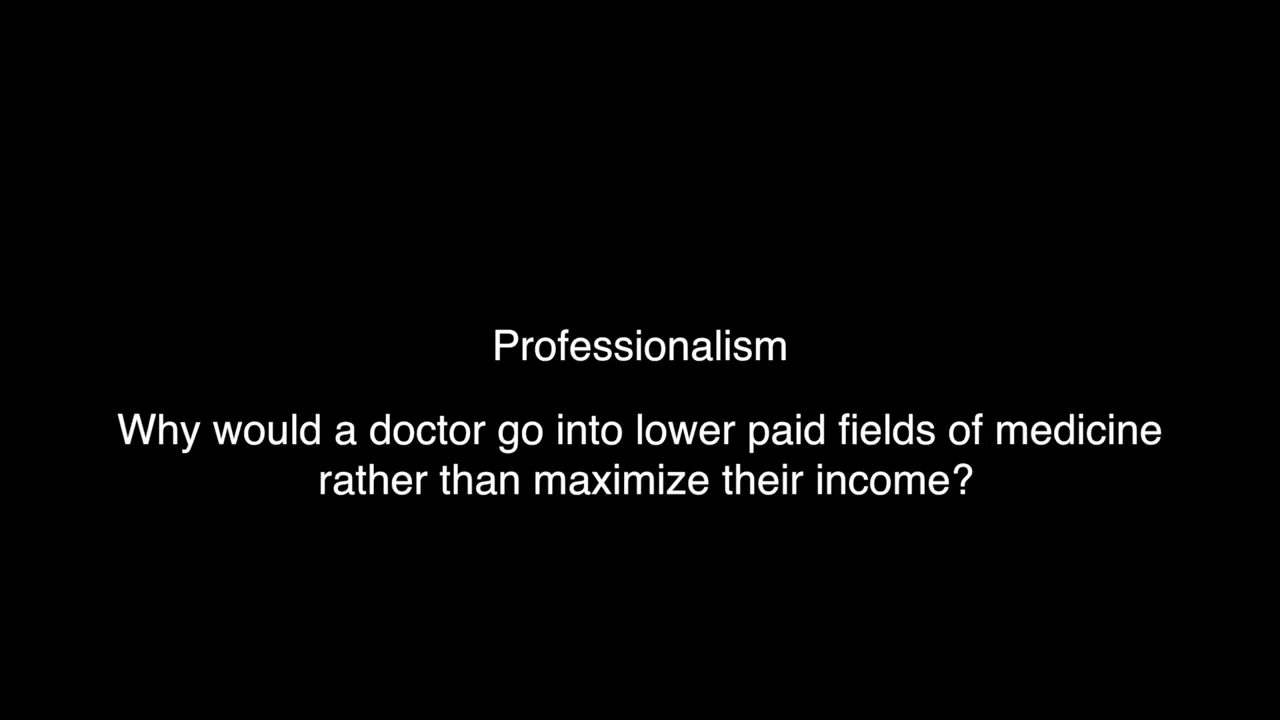 Professionalism
Why would a doctor go into lower paid fields of medicine
rather than maximize their income?